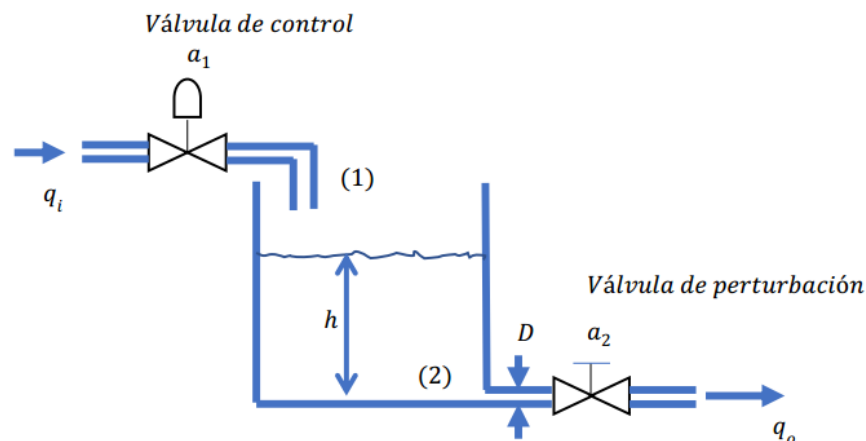 Válvula de control
a₁
qᵢ
(1)
h
(2)
D
Válvula de perturbación
a₂
qₒ